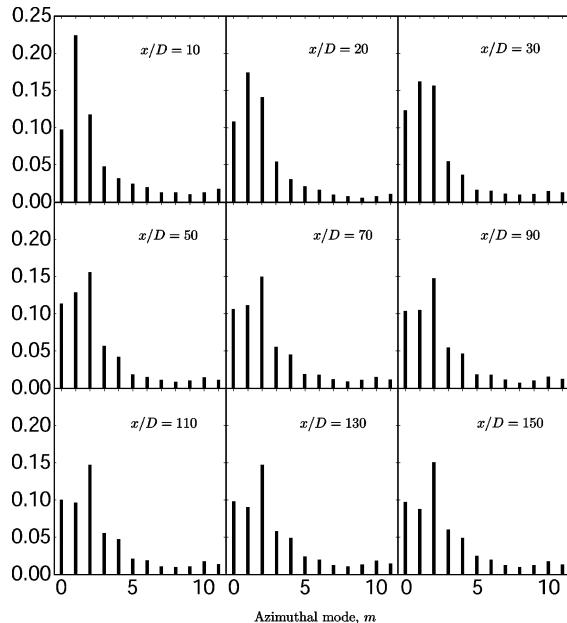 0.25
0.20
0.15
0.10
0.05
0.00
x/D = 10
x/D = 20
x/D = 30
0.20
0.15
0.10
0.05
0.00
x/D = 50
x/D = 70
x/D = 90
0.20
0.15
0.10
0.05
0.00
x/D = 110
x/D = 130
x/D = 150
0 5 10 0 5 10 0 5 10
Azimuthal mode, m